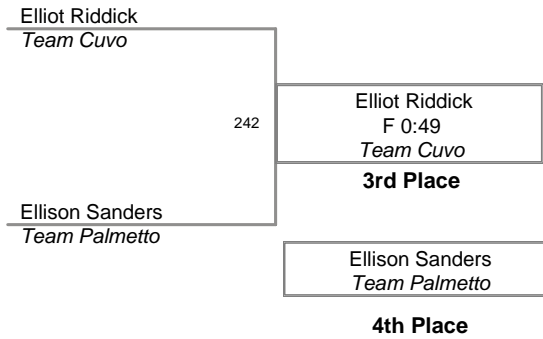 Elliot Riddick
Team Cuvo
242
Elliot Riddick
F 0:49
Team Cuvo
3rd Place
Ellison Sanders
Team Palmetto
Ellison Sanders
Team Palmetto
4th Place